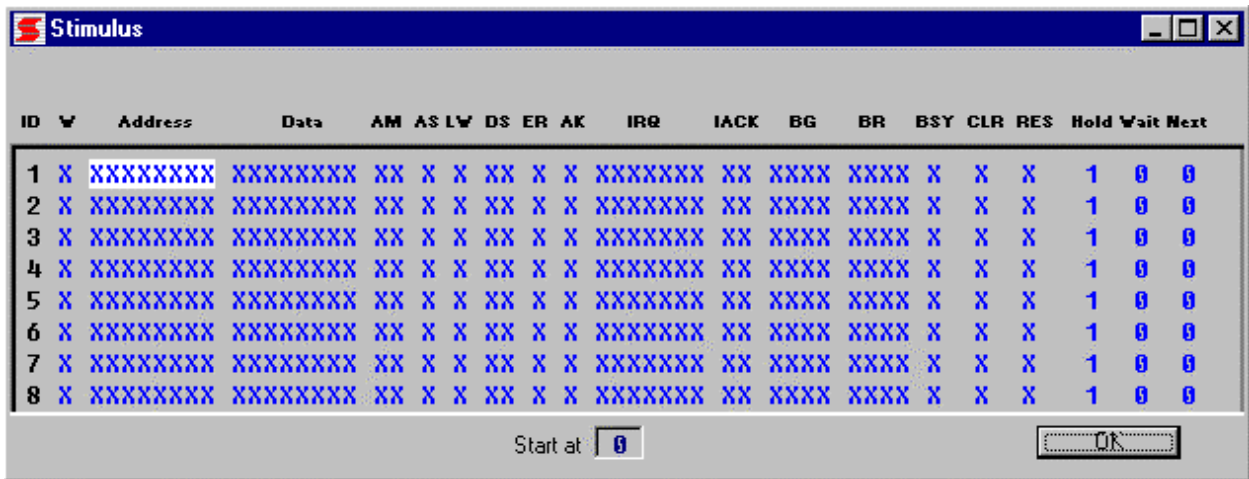 Stimulus
ID W Address Data AM AS LW DS ER AK IRQ IACK BG BR BSY CLR RES Hold Wait Next
1 X XXXXXXXX XXXXXXXX XX X X XX X X XXXXXXX XX XXXX XXXX X X X 1 0 0
2 X XXXXXXXX XXXXXXXX XX X X XX X X XXXXXXX XX XXXX XXXX X X X 1 0 0
3 X XXXXXXXX XXXXXXXX XX X X XX X X XXXXXXX XX XXXX XXXX X X X 1 0 0
4 X XXXXXXXX XXXXXXXX XX X X XX X X XXXXXXX XX XXXX XXXX X X X 1 0 0
5 X XXXXXXXX XXXXXXXX XX X X XX X X XXXXXXX XX XXXX XXXX X X X 1 0 0
6 X XXXXXXXX XXXXXXXX XX X X XX X X XXXXXXX XX XXXX XXXX X X X 1 0 0
7 X XXXXXXXX XXXXXXXX XX X X XX X X XXXXXXX XX XXXX XXXX X X X 1 0 0
8 X XXXXXXXX XXXXXXXX XX X X XX X X XXXXXXX XX XXXX XXXX X X X 1 0 0
Start at 0 OK